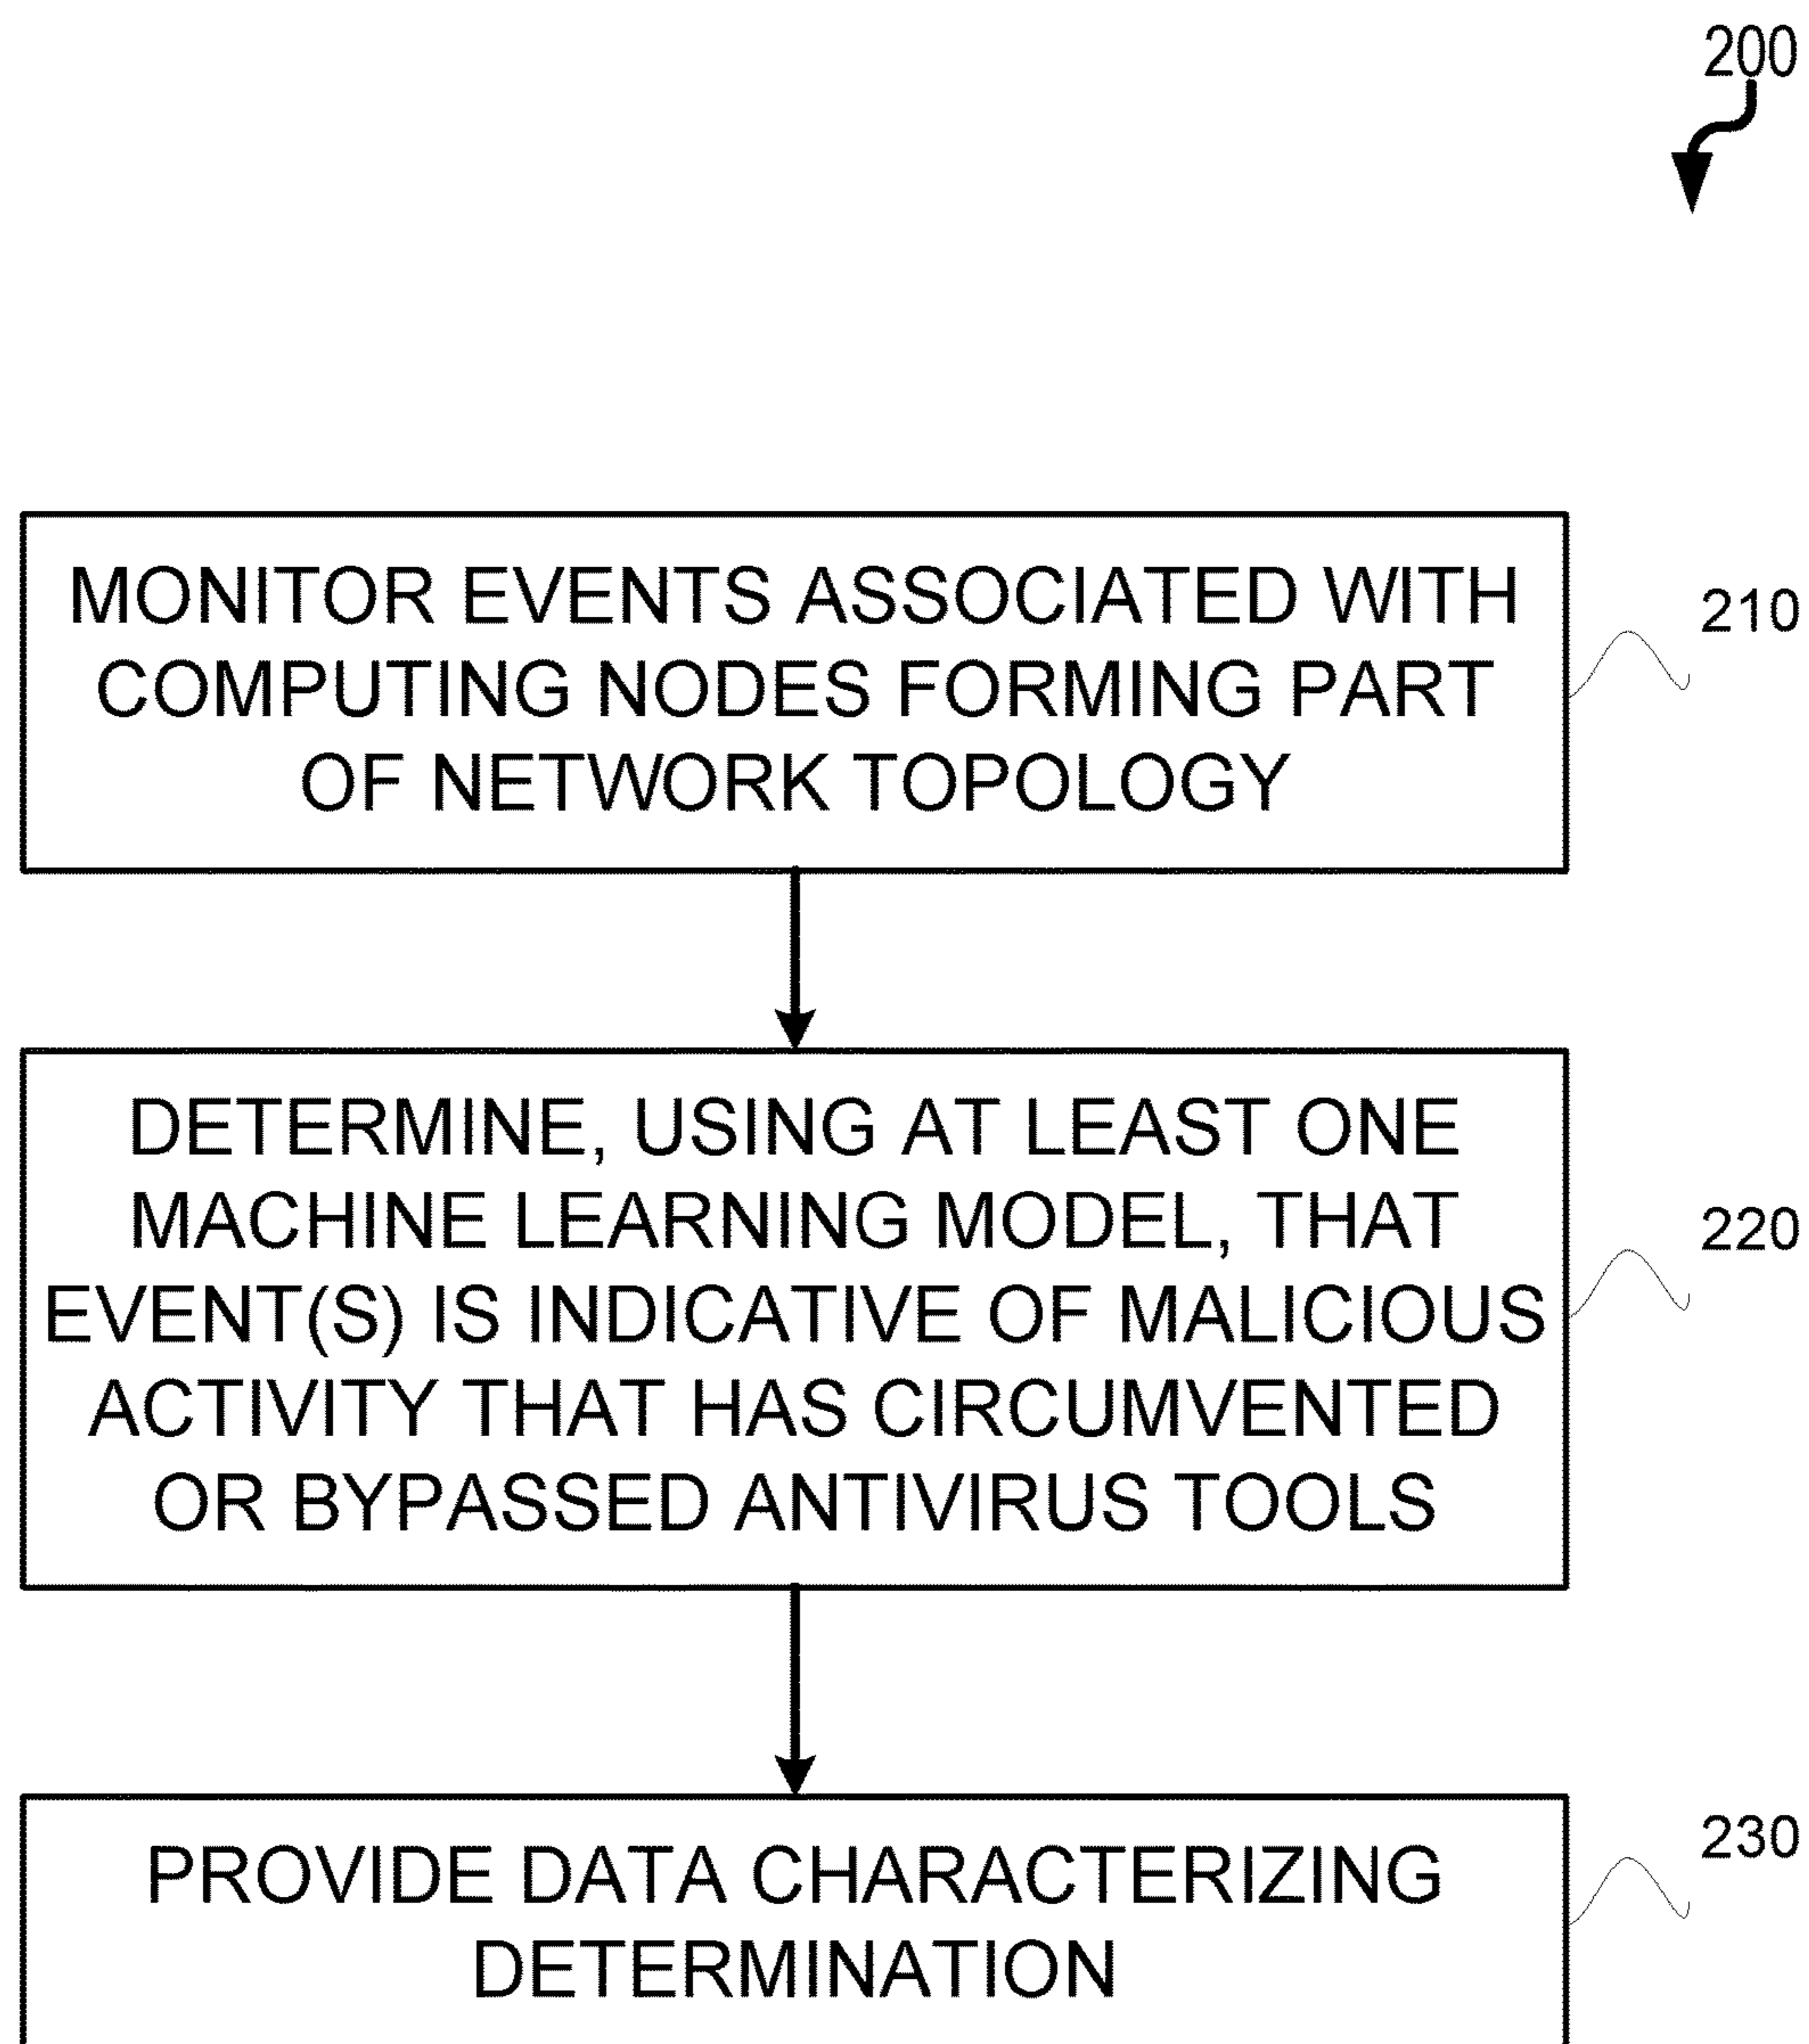 200
MONITOR EVENTS ASSOCIATED WITH
COMPUTING NODES FORMING PART
OF NETWORK TOPOLOGY
210
DETERMINE, USING AT LEAST ONE
MACHINE LEARNING MODEL, THAT
EVENT(S) IS INDICATIVE OF MALICIOUS
ACTIVITY THAT HAS CIRCUMVENTED
OR BYPASSED ANTIVIRUS TOOLS
220
PROVIDE DATA CHARACTERIZING
DETERMINATION
230